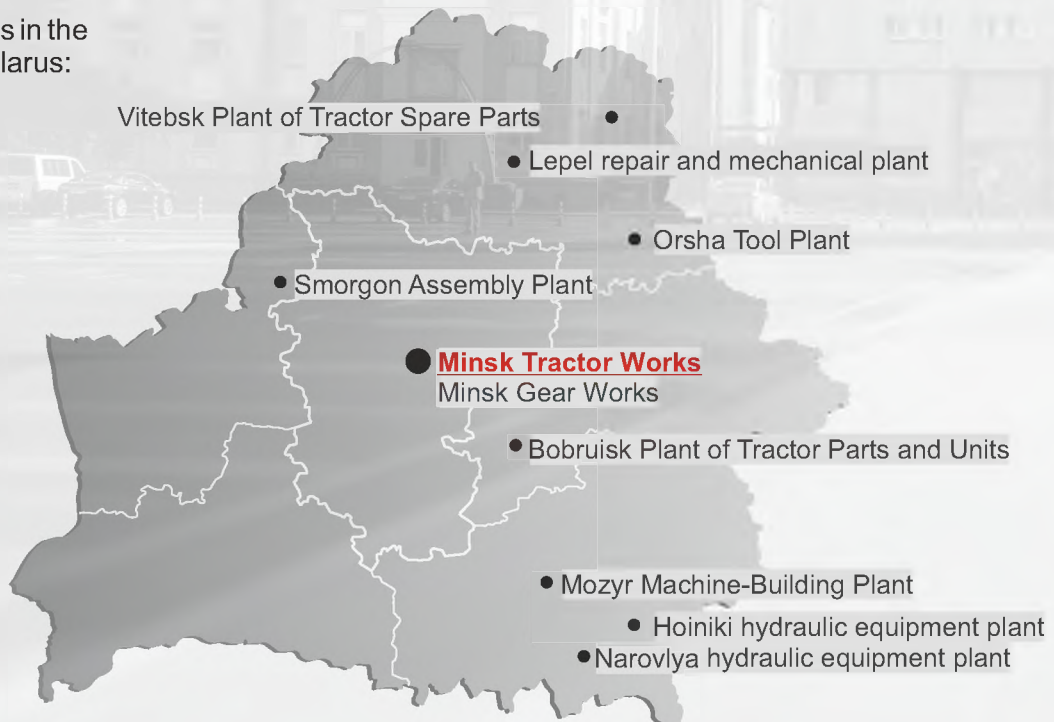 s in the
larus:
Vitebsk Plant of Tractor Spare Parts
Lepel repair and mechanical plant
Orsha Tool Plant
Smorgon Assembly Plant
Minsk Tractor Works
Minsk Gear Works
Bobruisk Plant of Tractor Parts and Units
Mozyr Machine-Building Plant
Hoiniki hydraulic equipment plant
Narovlya hydraulic equipment plant